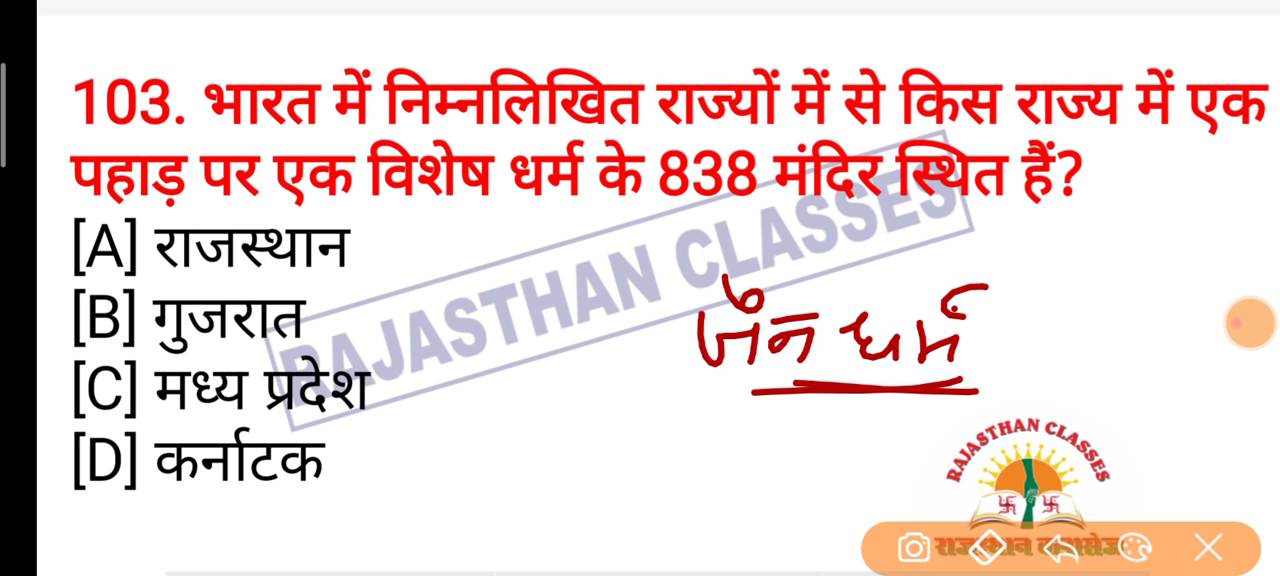 103. भारत में निम्नलिखित राज्यों में से किस राज्य में एक
पहाड़ पर एक विशेष धर्म के 838 मंदिर स्थित हैं?
[A] राजस्थान
[B] गुजरात
[C] मध्य प्रदेश
[D] कर्नाटक
RAJASTHAN CLASSES
जैन धर्म
RAJASTHAN CLASSES